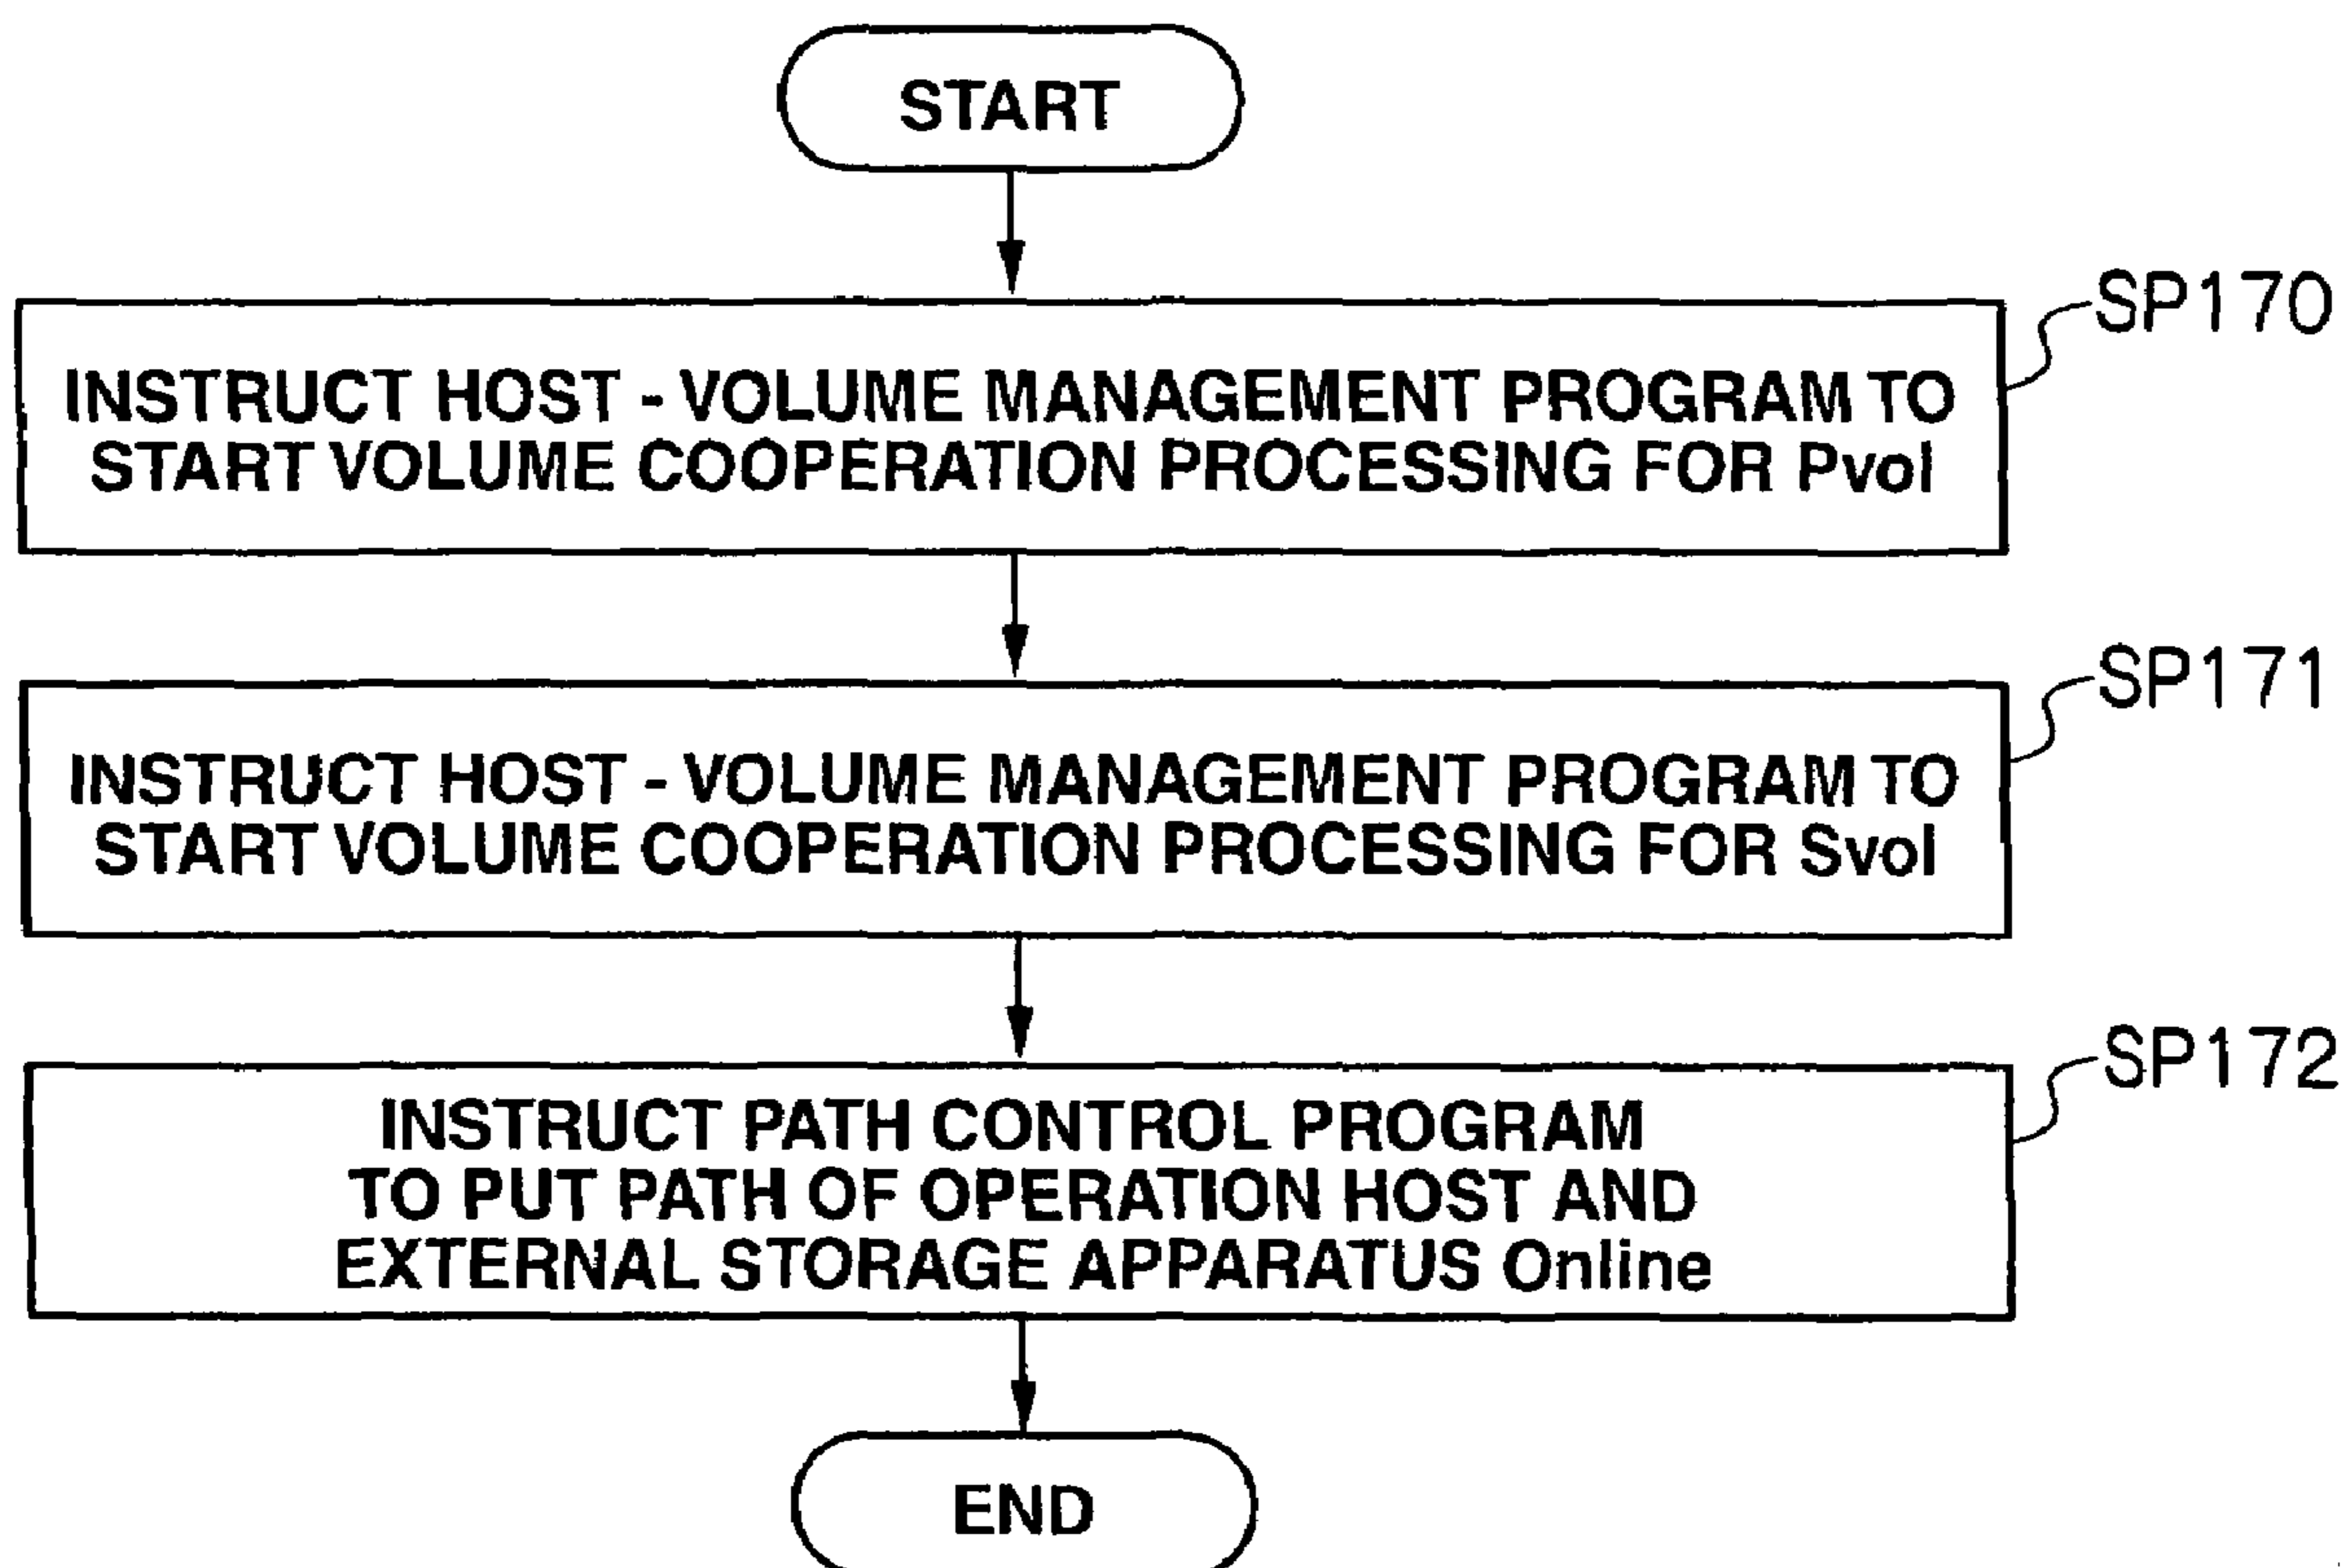 START
SP170
INSTRUCT HOST - VOLUME MANAGEMENT PROGRAM TO
START VOLUME COOPERATION PROCESSING FOR Pvol
SP171
INSTRUCT HOST - VOLUME MANAGEMENT PROGRAM TO
START VOLUME COOPERATION PROCESSING FOR Svol
SP172
INSTRUCT PATH CONTROL PROGRAM
TO PUT PATH OF OPERATION HOST AND
EXTERNAL STORAGE APPARATUS Online
END